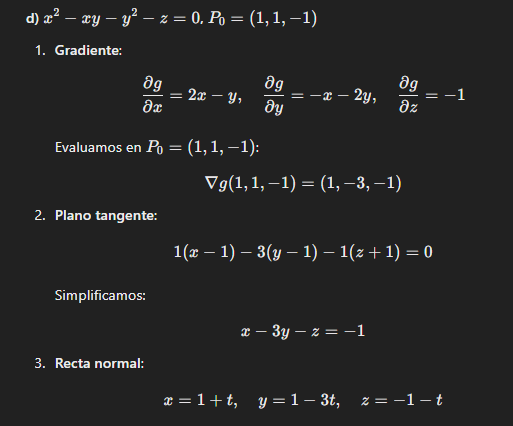 d) x² − xy − y² − z = 0. P₀ = (1, 1, −1)
1. Gradiente:
∂g/∂x = 2x − y, ∂g/∂y = −x − 2y, ∂g/∂z = −1
Evaluamos en P₀ = (1, 1, −1):
∇g(1, 1, −1) = (1, −3, −1)
2. Plano tangente:
1(x − 1) − 3(y − 1) − 1(z + 1) = 0
Simplificamos:
x − 3y − z = −1
3. Recta normal:
x = 1 + t, y = 1 − 3t, z = −1 − t